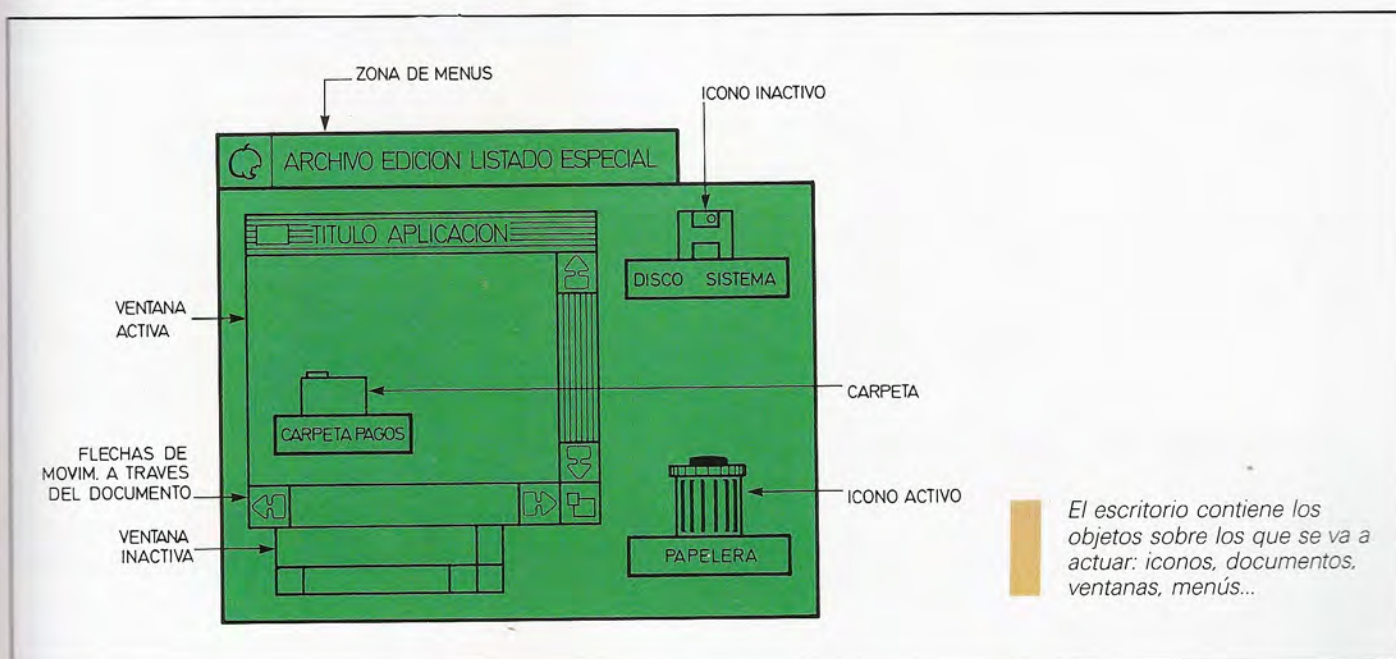 ZONA DE MENUS
ICONO INACTIVO
ARCHIVO EDICION LISTADO ESPECIAL
TITULO APLICACION
DISCO SISTEMA
VENTANA
ACTIVA
CARPETA
CARPETA PAGOS
FLECHAS DE
MOVIM. A TRAVES
DEL DOCUMENTO
ICONO ACTIVO
VENTANA
INACTIVA
PAPELERA
El escritorio contiene los
objetos sobre los que se va a
actuar: iconos, documentos,
ventanas, menús...